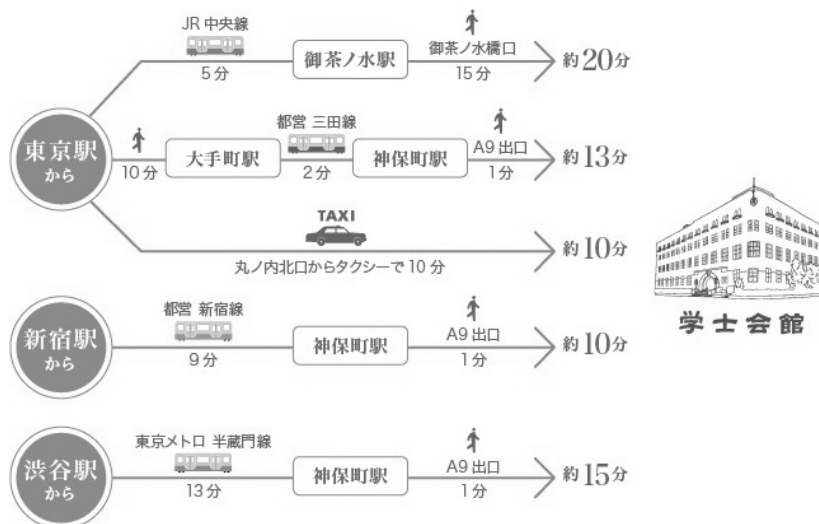 東京駅
から
JR 中央線
5分
御茶ノ水駅
御茶ノ水橋口
15分
約20分
10分
大手町駅
都営 三田線
2分
神保町駅
A9 出口
1分
約13分
TAXI
丸ノ内北口からタクシーで10分
約10分
新宿駅
から
都営 新宿線
9分
神保町駅
A9 出口
1分
約10分
渋谷駅
から
東京メトロ 半蔵門線
13分
神保町駅
A9 出口
1分
約15分
学士会館